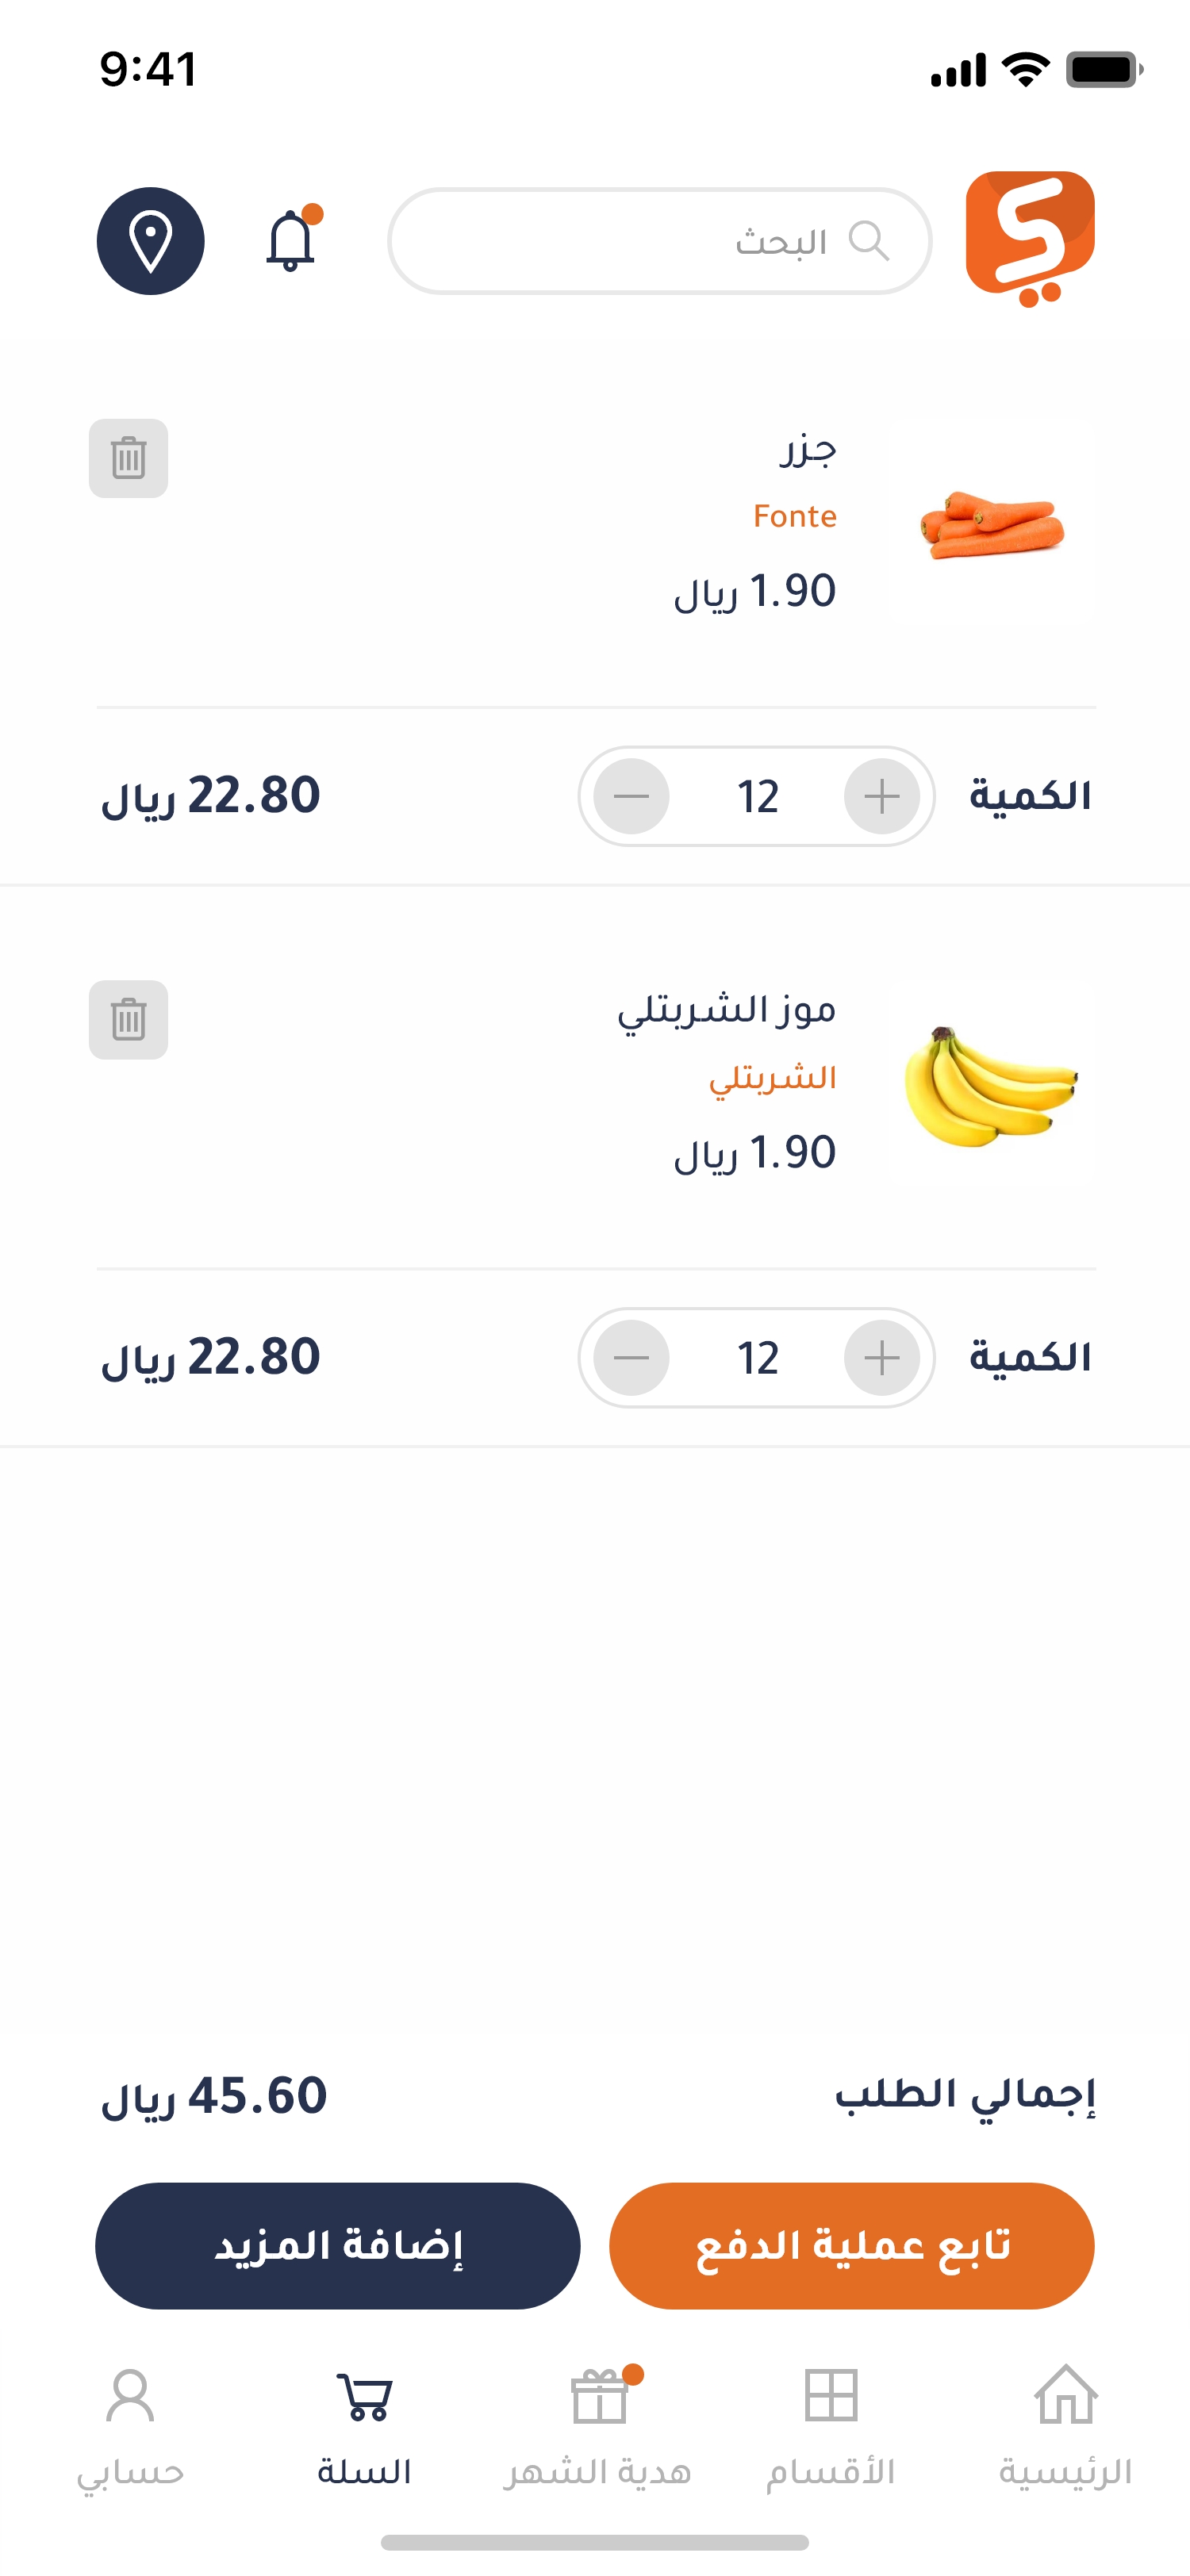 9:41
البحث
جزر
Fonte
1.90 ريال
الكمية
12
22.80 ريال
موز الشربتلي
الشربتلي
1.90 ريال
الكمية
12
22.80 ريال
إجمالي الطلب
45.60 ريال
تابع عملية الدفع
إضافة المزيد
الرئيسية
الأقسام
هدية الشهر
السلة
حسابي